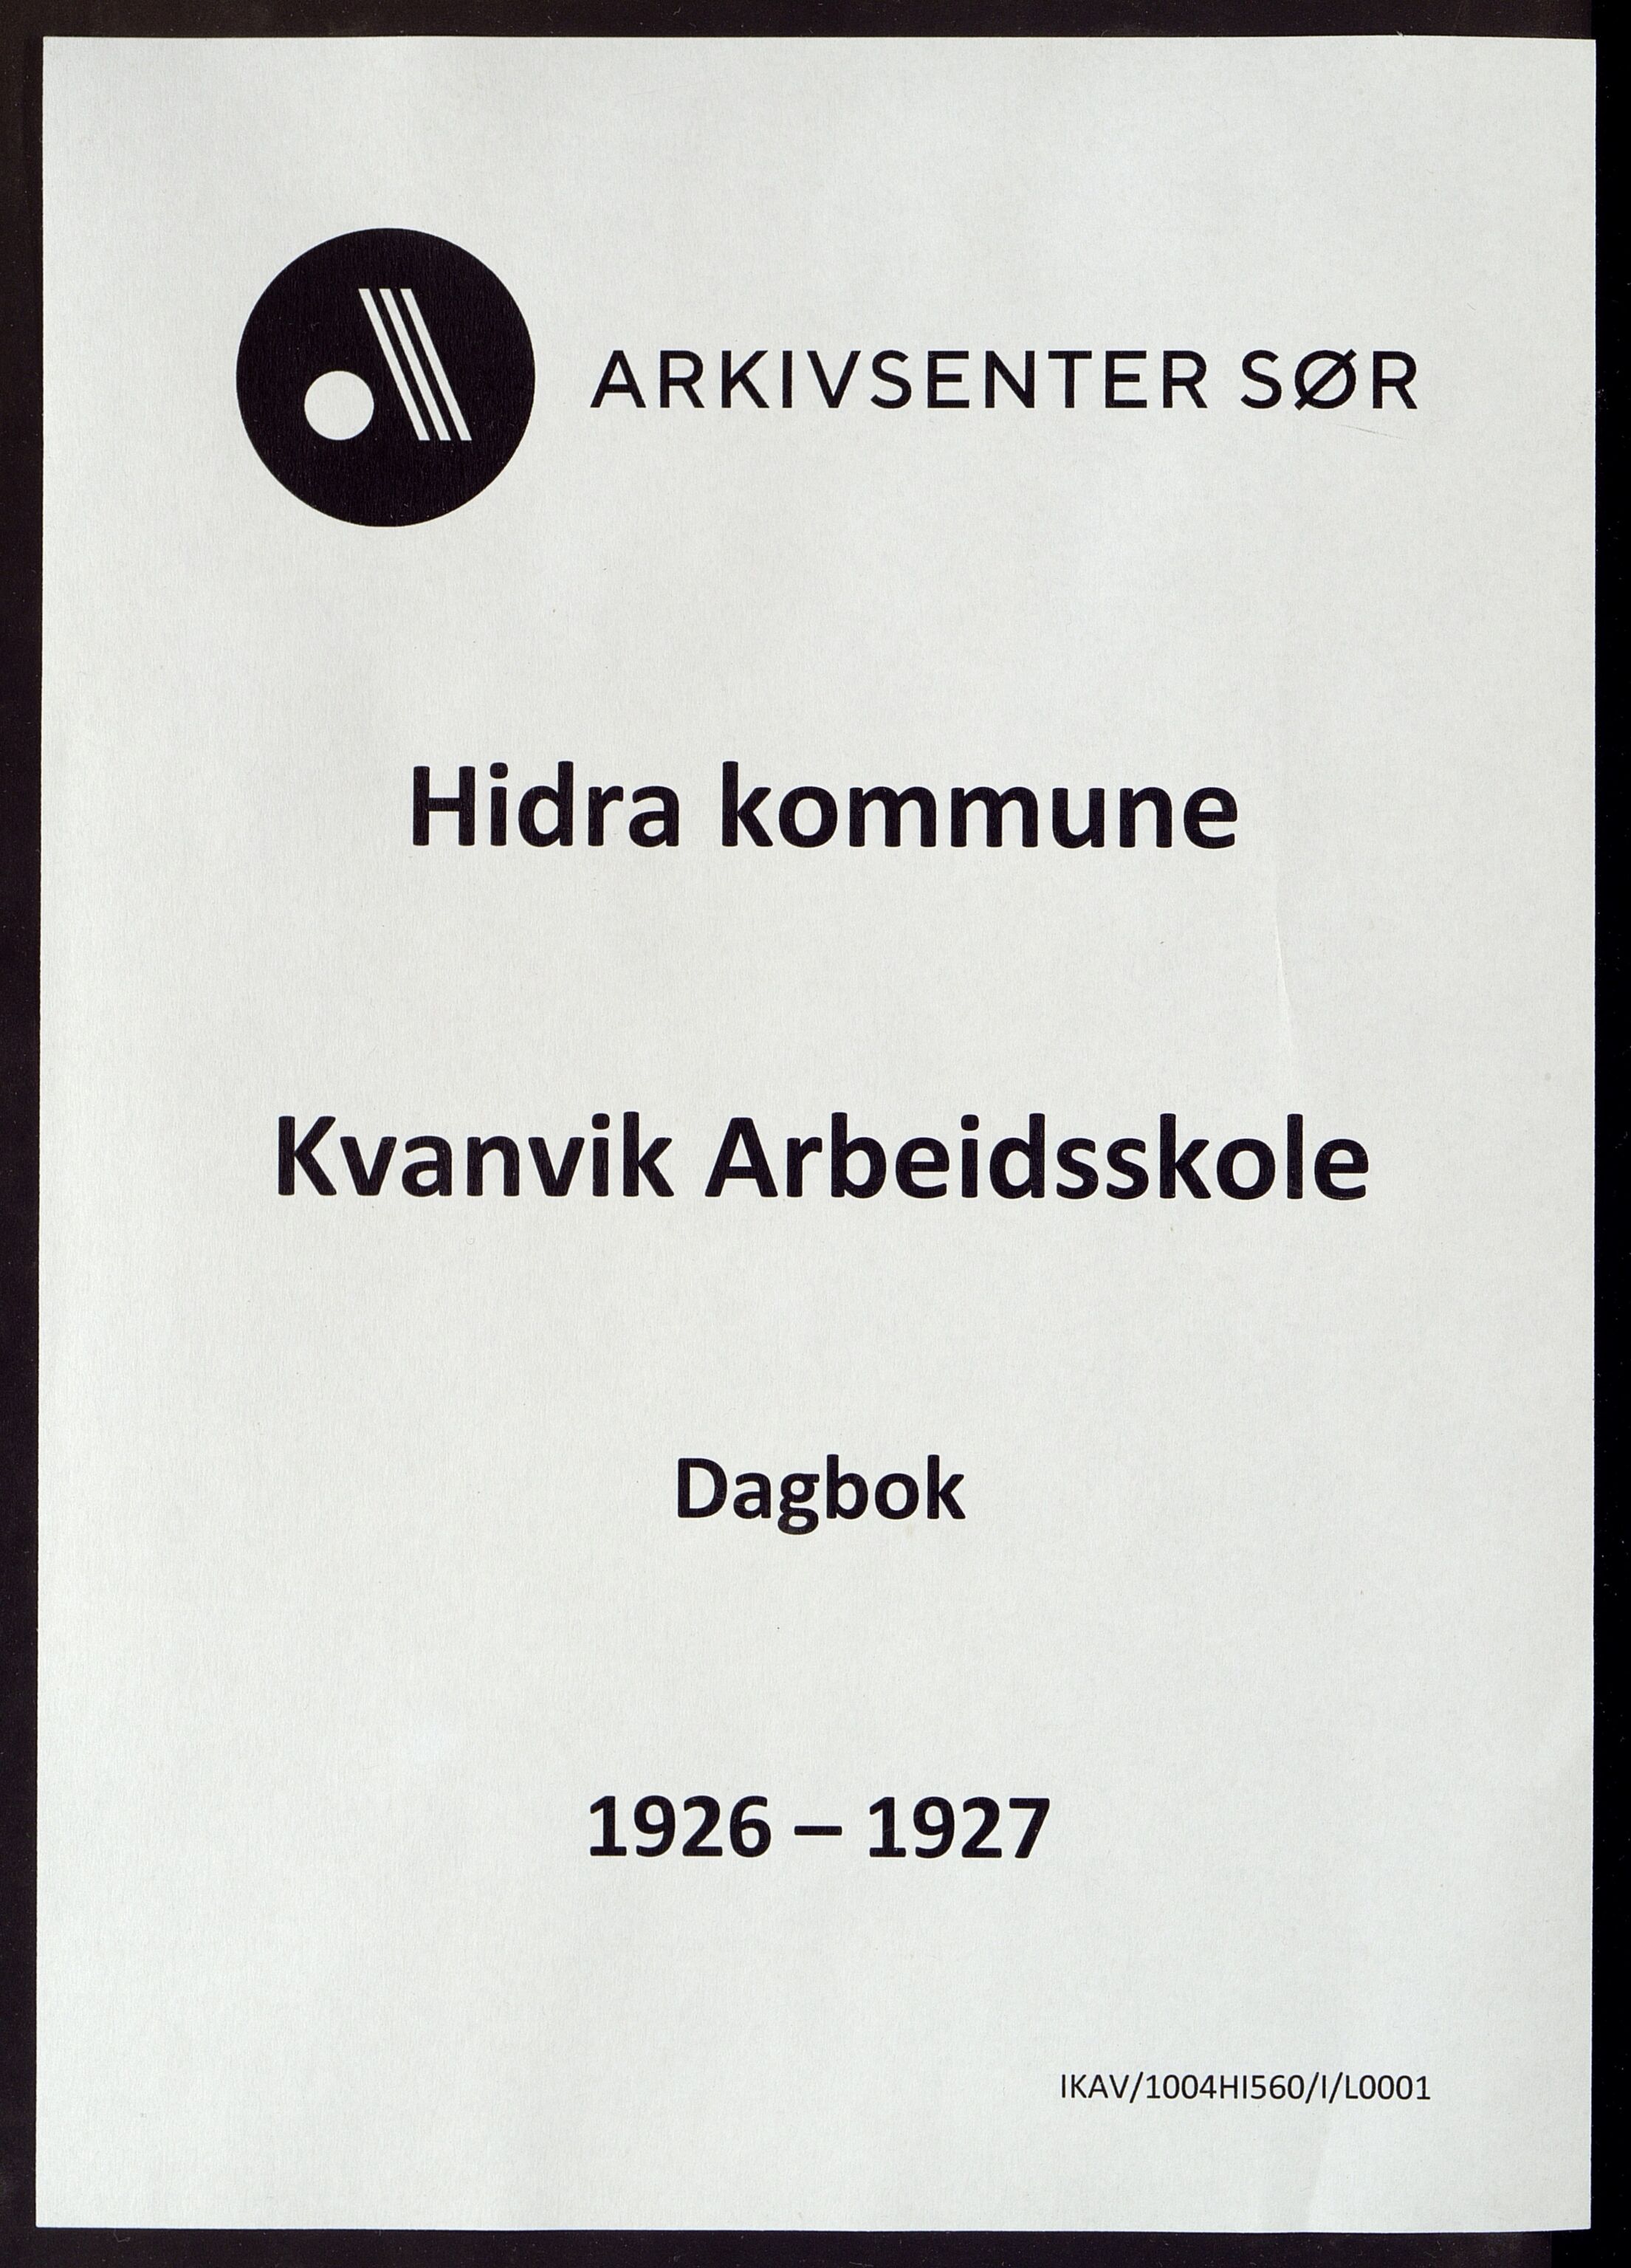 ARKIVSENTER SØR
Hidra kommune
Kvanvik Arbeidsskole
Dagbok
1926 – 1927
IKAV/1004HI560/I/L0001